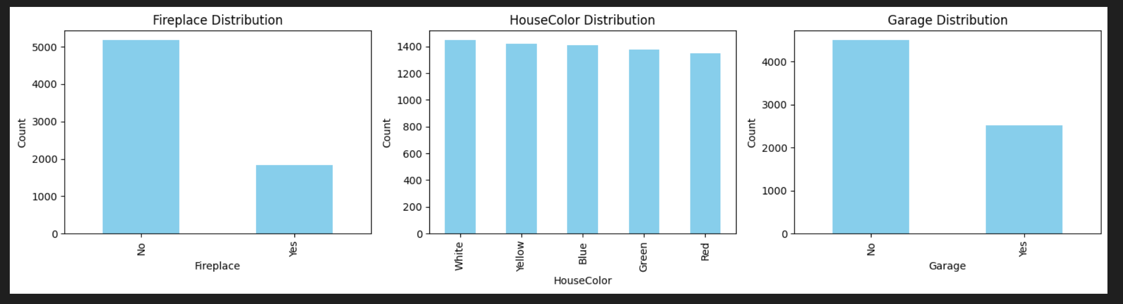 Fireplace Distribution
5000
4000
3000
2000
1000
0
Count
No
Yes
Fireplace
HouseColor Distribution
1400
1200
1000
800
600
400
200
0
Count
White
Yellow
Blue
Green
Red
HouseColor
Garage Distribution
4000
3000
2000
1000
0
Count
No
Yes
Garage